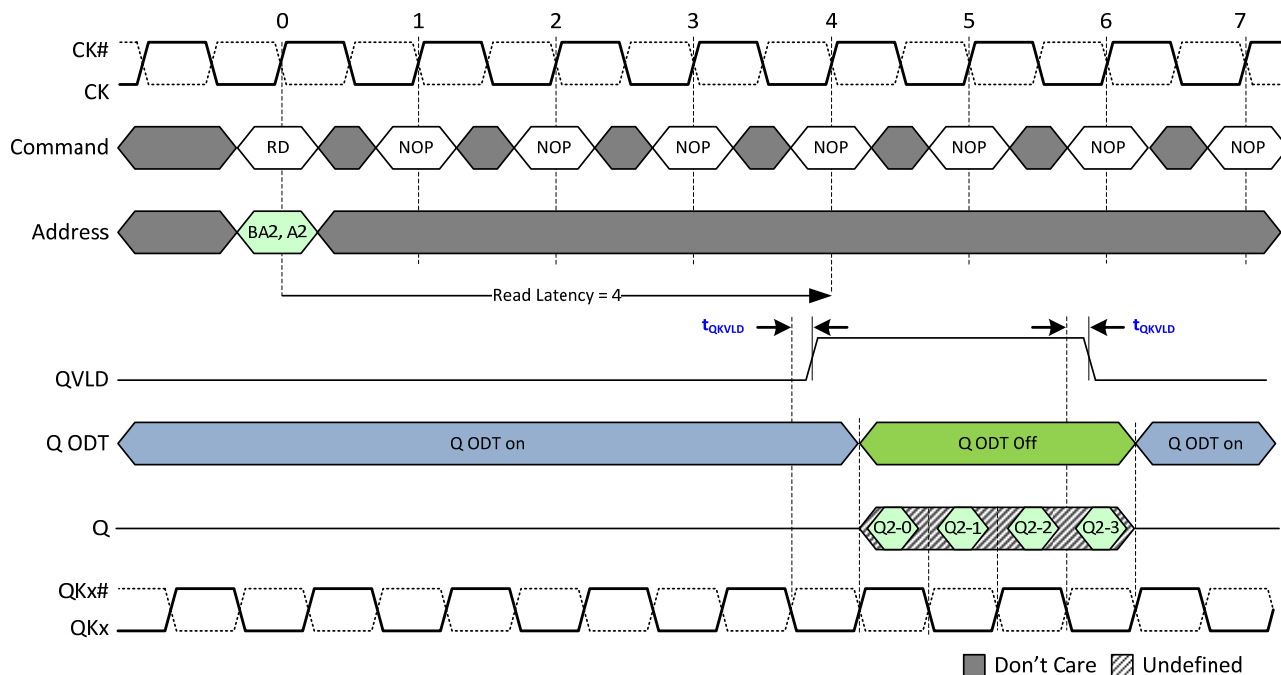 0 1 2 3 4 5 6 7
CK#
CK
Command RD NOP NOP NOP NOP NOP NOP NOP
Address BA2, A2
Read Latency = 4
tQKVLD tQKVLD
QVLD
Q ODT Q ODT on Q ODT Off Q ODT on
Q Q2-0 Q2-1 Q2-2 Q2-3
QKx#
QKx
Don't Care Undefined